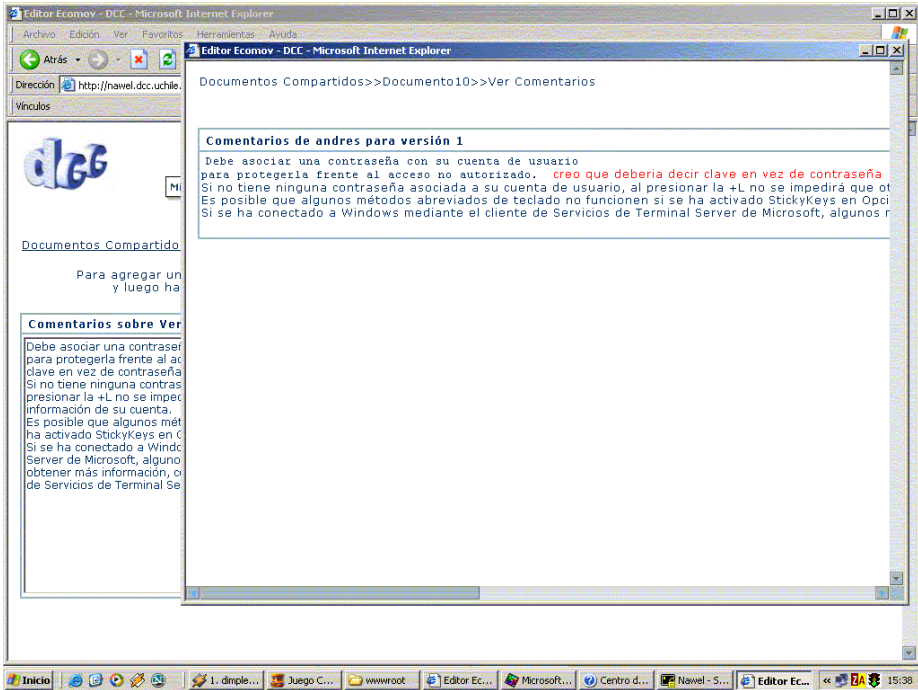 Editor Ecomov - DCC - Microsoft Internet Explorer
Archivo Edición Ver Favoritos Herramientas Ayuda
Atrás
Dirección http://nawel.dcc.uchile.
Vínculos
dcc
Mi
Documentos Compartido
Para agregar un
y luego ha
Comentarios sobre Ver
Debe asociar una contraseñ
para protegerla frente al ac
clave en vez de contraseña
Si no tiene ninguna contras
presionar la +L no se imped
información de su cuenta.
Es posible que algunos mét
ha activado StickyKeys en O
Si se ha conectado a Windo
Server de Microsoft, alguno
obtener más información, co
de Servicios de Terminal Se
Editor Ecomov - DCC - Microsoft Internet Explorer
Documentos Compartidos>>Documento10>>Ver Comentarios
Comentarios de andres para versión 1
Debe asociar una contraseña con su cuenta de usuario
para protegerla frente al acceso no autorizado. creo que deberia decir clave en vez de contraseña
Si no tiene ninguna contraseña asociada a su cuenta de usuario, al presionar la +L no se impedirá que ot
Es posible que algunos métodos abreviados de teclado no funcionen si se ha activado StickyKeys en Opci
Si se ha conectado a Windows mediante el cliente de Servicios de Terminal Server de Microsoft, algunos r
Inicio 1. dimple... Juego C... wwwroot Editor Ec... Microsoft... Centro d... Nawel - S... Editor Ec... « ZA 15:38